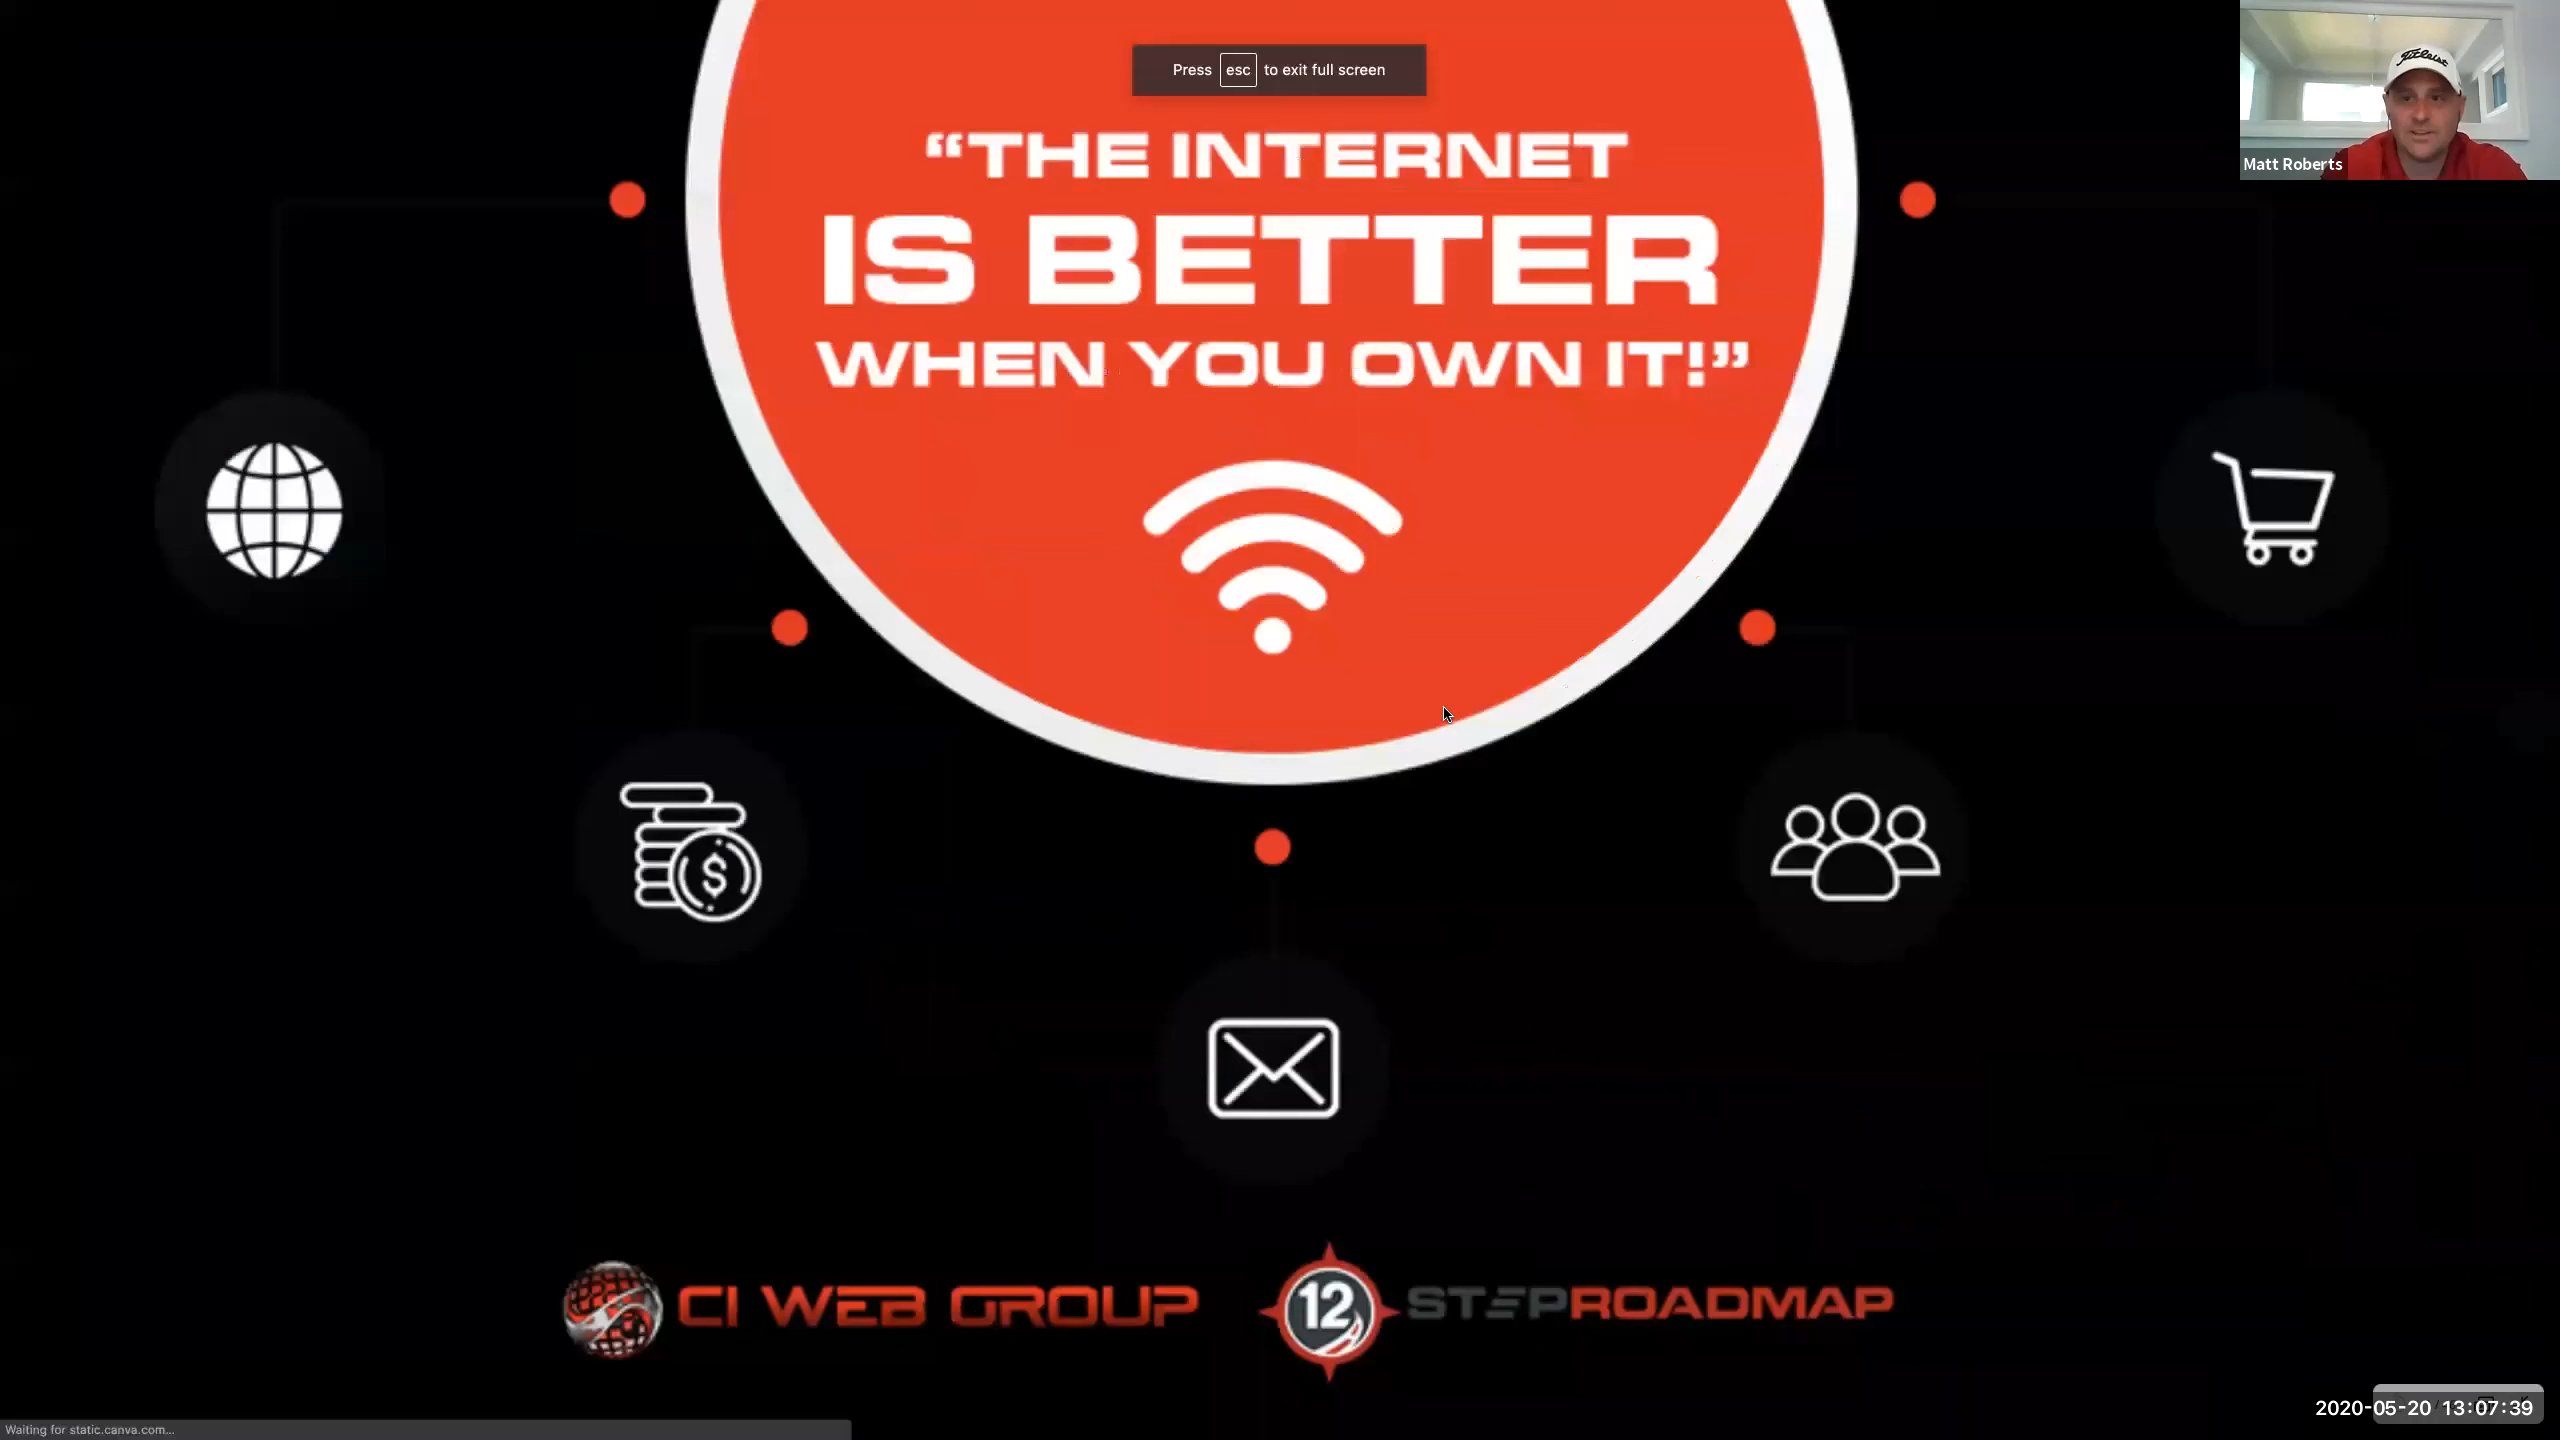 Press esc to exit full screen
Titleist
Matt Roberts
“THE INTERNET
IS BETTER
WHEN YOU OWN IT!”
$
CI WEB GROUP
12 STEPROADMAP
Waiting for static.canva.com...
2020-05-20 13:07:39